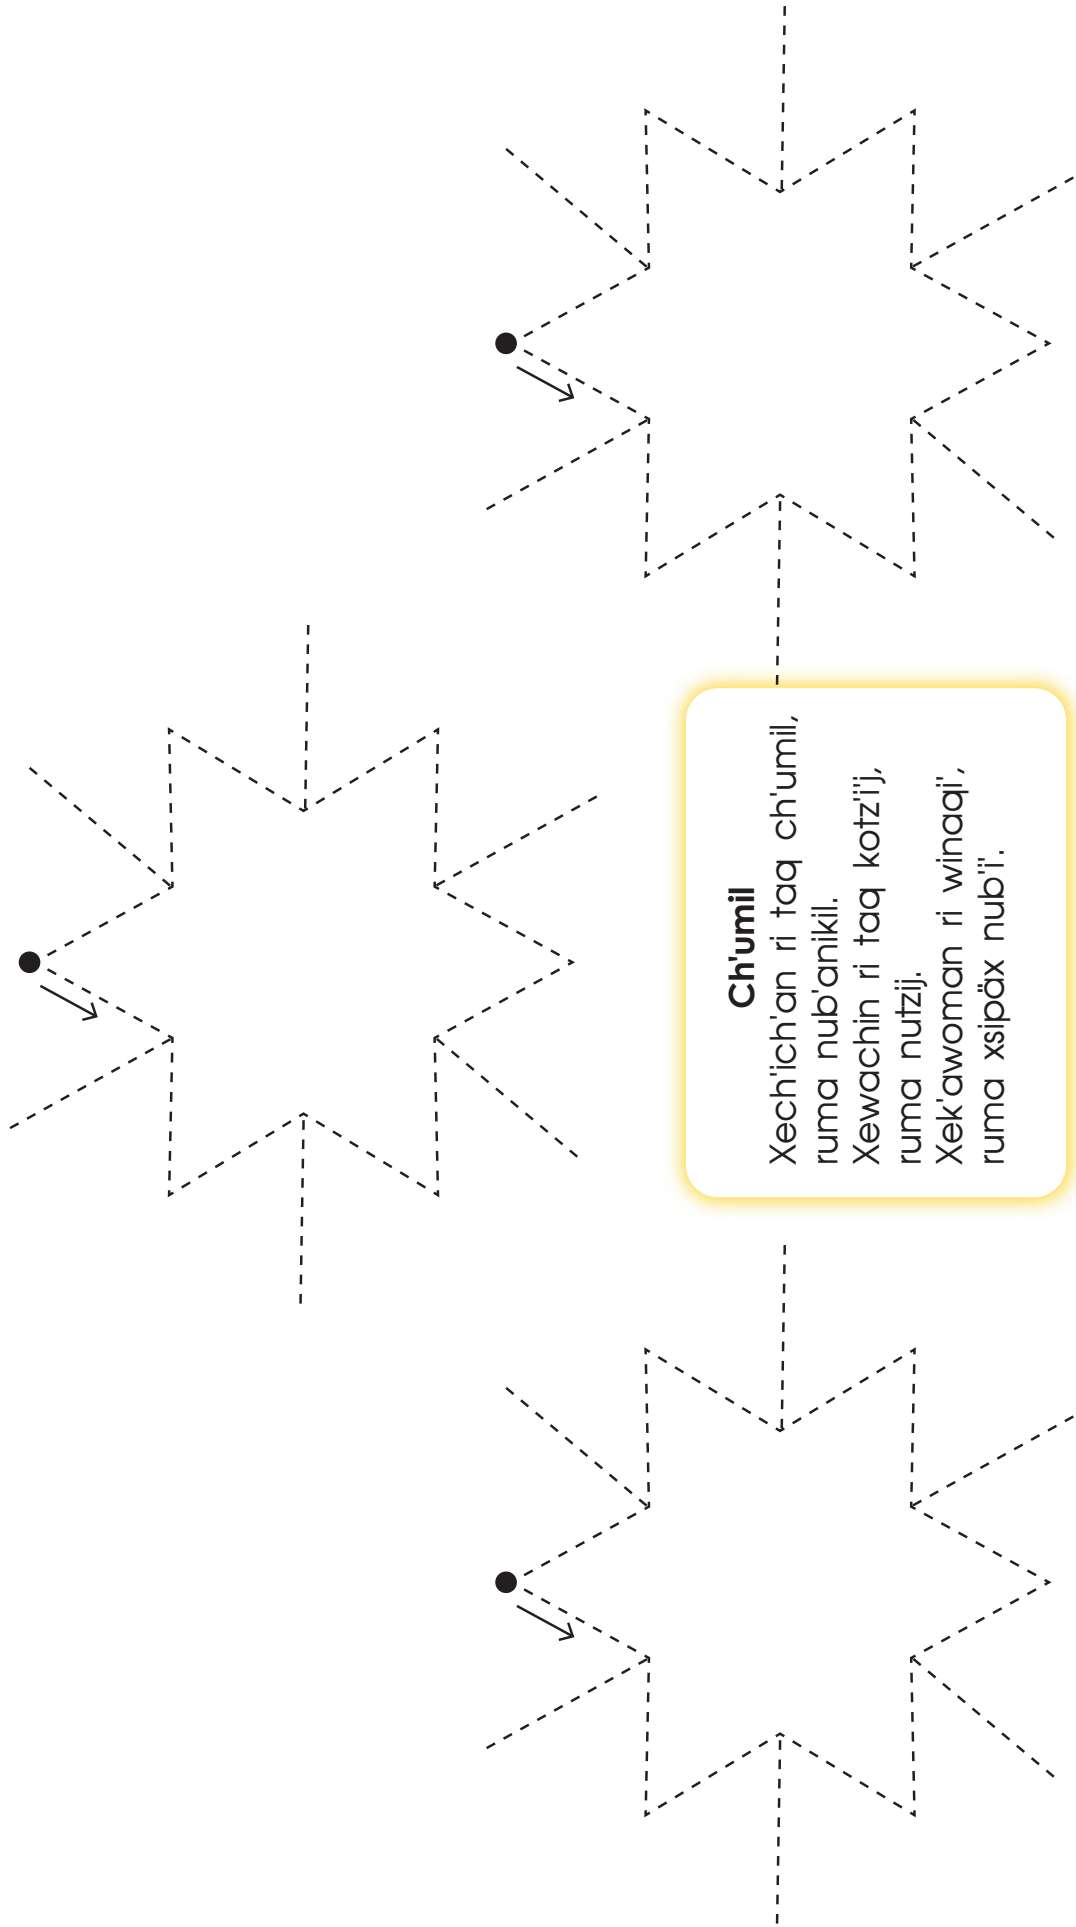 Ch'umil
Xech'ich'an ri taq ch'umil,
ruma nub'anikil.
Xewachin ri taq kotz'i'j,
ruma nutzij.
Xek'awoman ri winaqi',
ruma xsipäx nub'i'.